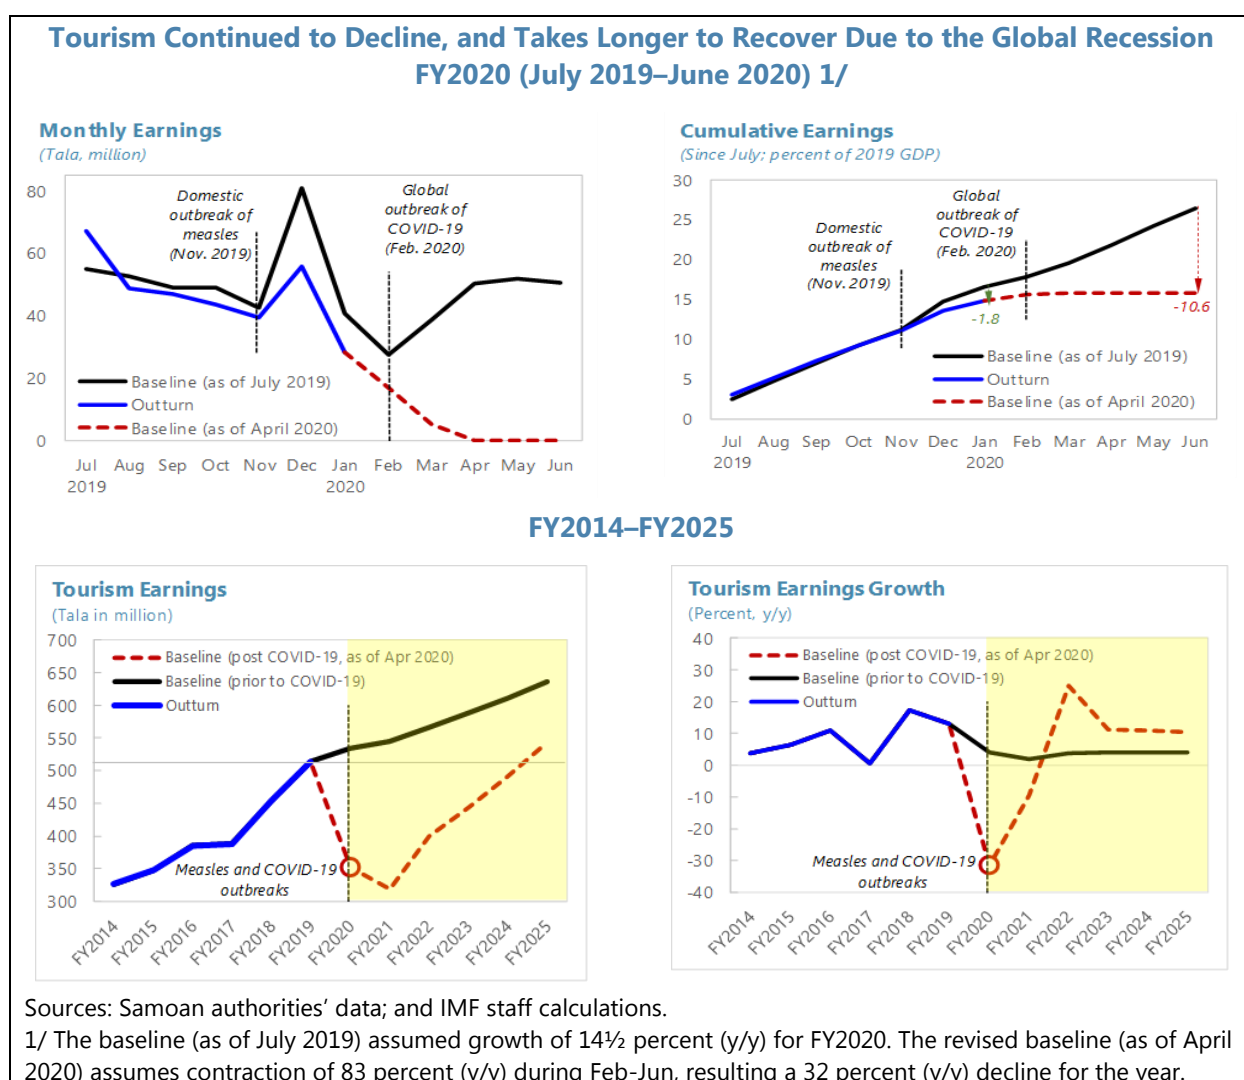 Tourism Continued to Decline, and Takes Longer to Recover Due to the Global Recession
FY2020 (July 2019–June 2020) 1/
Monthly Earnings
(Tala, million)
80
60
40
20
0
Domestic
outbreak of
measles
(Nov. 2019)
Global
outbreak of
COVID-19
(Feb. 2020)
Baseline (as of July 2019)
Outturn
Baseline (as of April 2020)
Jul Aug Sep Oct Nov Dec Jan Feb Mar Apr May Jun
2019 2020
Cumulative Earnings
(Since July; percent of 2019 GDP)
30
25
20
15
10
5
0
Domestic
outbreak of
measles
(Nov. 2019)
Global
outbreak of
COVID-19
(Feb. 2020)
-1.8
-10.6
Baseline (as of July 2019)
Outturn
Baseline (as of April 2020)
Jul Aug Sep Oct Nov Dec Jan Feb Mar Apr May Jun
2019 2020
FY2014–FY2025
Tourism Earnings
(Tala in million)
700
650
600
550
500
450
400
350
300
Baseline (post COVID-19, as of Apr 2020)
Baseline (prior to COVID-19)
Outturn
Measles and COVID-19
outbreaks
FY2014 FY2015 FY2016 FY2017 FY2018 FY2019 FY2020 FY2021 FY2022 FY2023 FY2024 FY2025
Tourism Earnings Growth
(Percent, y/y)
40
30
20
10
0
-10
-20
-30
-40
Baseline (post COVID-19, as of Apr 2020)
Baseline (prior to COVID-19)
Outturn
Measles and COVID-19
outbreaks
FY2014 FY2015 FY2016 FY2017 FY2018 FY2019 FY2020 FY2021 FY2022 FY2023 FY2024 FY2025
Sources: Samoan authorities’ data; and IMF staff calculations.
1/ The baseline (as of July 2019) assumed growth of 14½ percent (y/y) for FY2020. The revised baseline (as of April
2020) assumes contraction of 83 percent (y/y) during Feb-Jun, resulting a 32 percent (y/y) decline for the year.